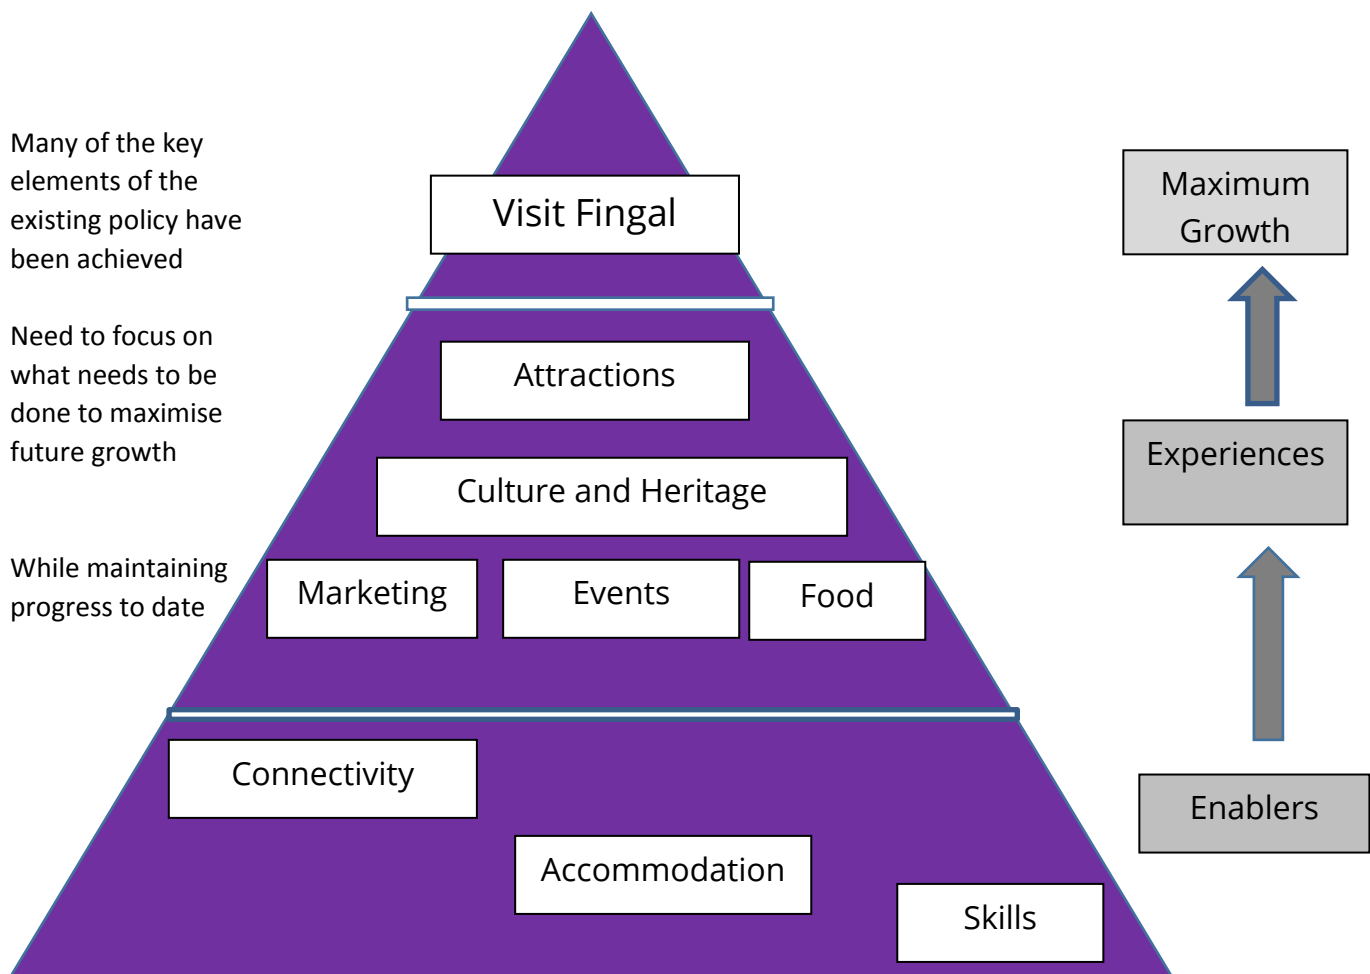 Many of the key
elements of the
existing policy have
been achieved
Need to focus on
what needs to be
done to maximise
future growth
While maintaining
progress to date
Visit Fingal
Attractions
Culture and Heritage
Marketing
Events
Food
Connectivity
Accommodation
Skills
Maximum
Growth
Experiences
Enablers